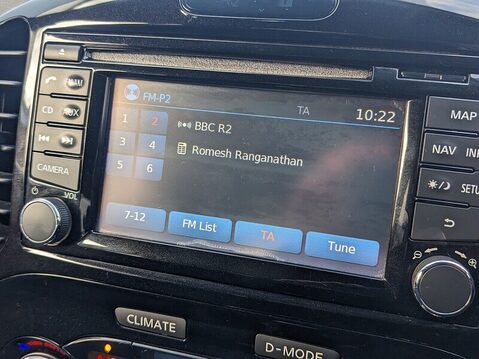 FM-P2
TA
10:22
1 2
3 4
5 6
BBC R2
Romesh Ranganathan
7-12
FM List
TA
Tune
NAVI
CD AUX
CAMERA
VOL
MAP
NAV
SETU
CLIMATE
D-MODE